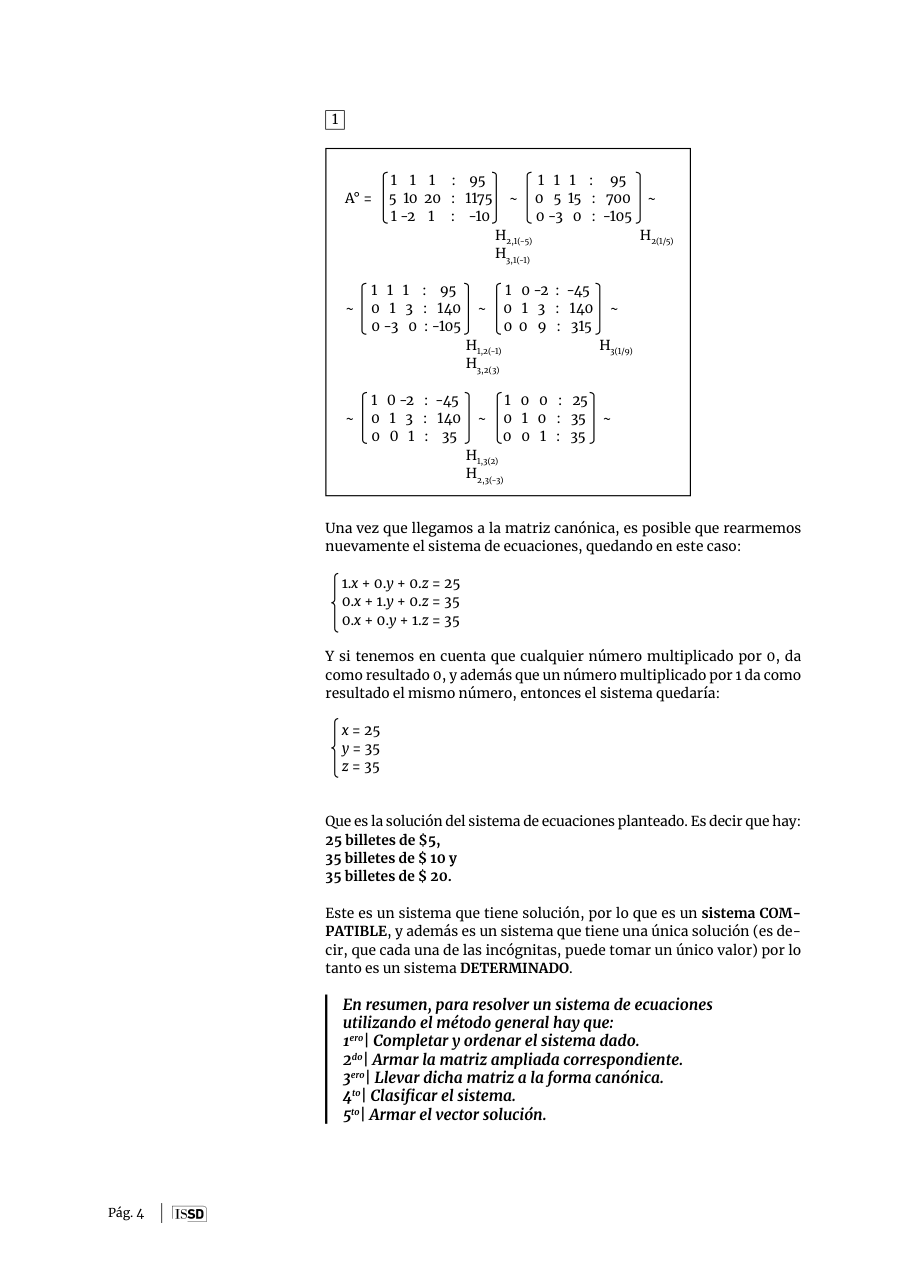 1
A° = 1 1 1 : 95 ~ 1 1 1 : 95 ~
5 10 20 : 1175 0 5 15 : 700
1 -2 1 : -10 0 -3 0 : -105
H2,1(-5) H2(1/5)
H3,1(-1)
~ 1 1 1 : 95 ~ 1 0 -2 : -45 ~
0 1 3 : 140 0 1 3 : 140
0 -3 0 : -105 0 0 9 : 315
H1,2(-1) H3(1/9)
H3,2(3)
~ 1 0 -2 : -45 ~ 1 0 0 : 25 ~
0 1 3 : 140 0 1 0 : 35
0 0 1 : 35 0 0 1 : 35
H1,3(2)
H2,3(-3)
Una vez que llegamos a la matriz canónica, es posible que rearmemos
nuevamente el sistema de ecuaciones, quedando en este caso:
1.x + 0.y + 0.z = 25
0.x + 1.y + 0.z = 35
0.x + 0.y + 1.z = 35
Y si tenemos en cuenta que cualquier número multiplicado por 0, da
como resultado 0, y además que un número multiplicado por 1 da como
resultado el mismo número, entonces el sistema quedaría:
x = 25
y = 35
z = 35
Que es la solución del sistema de ecuaciones planteado. Es decir que hay:
25 billetes de $5,
35 billetes de $ 10 y
35 billetes de $ 20.
Este es un sistema que tiene solución, por lo que es un sistema COM-
PATIBLE, y además es un sistema que tiene una única solución (es de-
cir, que cada una de las incógnitas, puede tomar un único valor) por lo
tanto es un sistema DETERMINADO.
En resumen, para resolver un sistema de ecuaciones
utilizando el método general hay que:
1ero| Completar y ordenar el sistema dado.
2do| Armar la matriz ampliada correspondiente.
3ero| Llevar dicha matriz a la forma canónica.
4to| Clasificar el sistema.
5to| Armar el vector solución.
Pág. 4 | ISSD